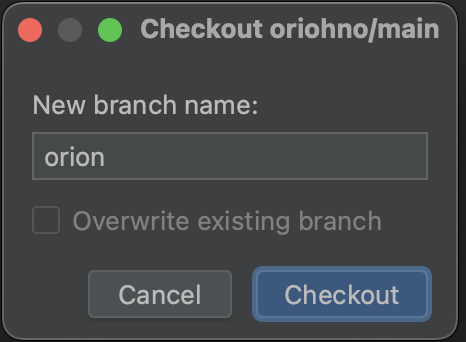 Checkout oriohno/main
New branch name:
orion
Overwrite existing branch
Cancel
Checkout